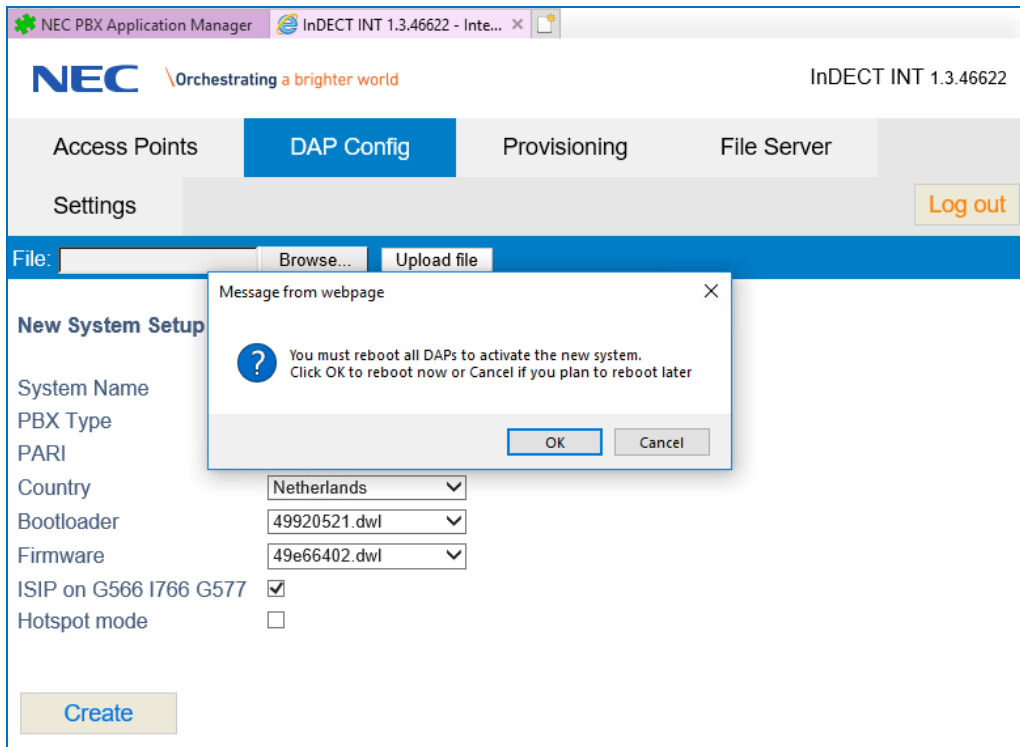 NEC PBX Application Manager
InDECT INT 1.3.46622 - Inte...
NEC \Orchestrating a brighter world
InDECT INT 1.3.46622
Access Points
DAP Config
Provisioning
File Server
Settings
Log out
File:
Browse...
Upload file
Message from webpage
New System Setup
You must reboot all DAPs to activate the new system.
Click OK to reboot now or Cancel if you plan to reboot later
OK
Cancel
System Name
PBX Type
PARI
Country Netherlands
Bootloader 49920521.dwl
Firmware 49e66402.dwl
ISIP on G566 I766 G577
Hotspot mode
Create